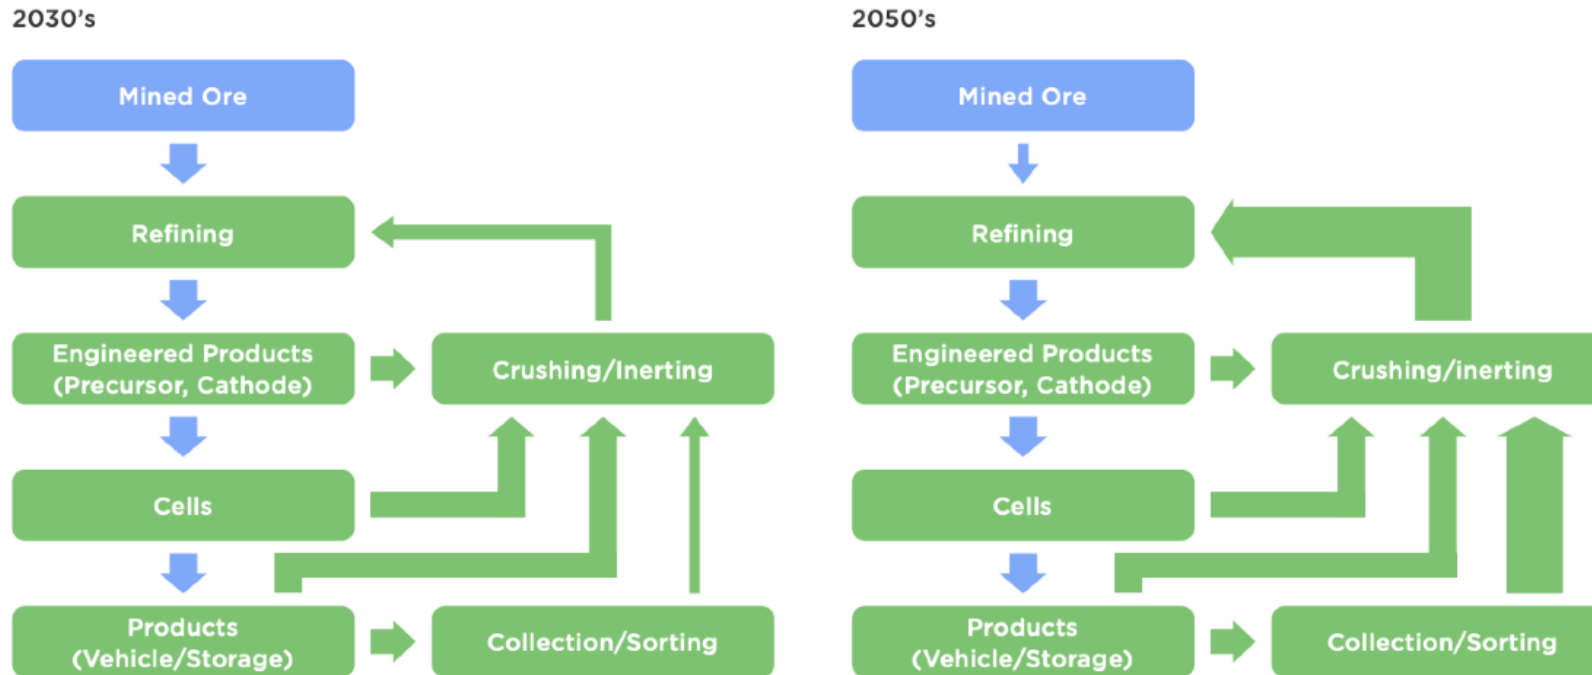 2030's
Mined Ore
Refining
Engineered Products
(Precursor, Cathode)
Crushing/Inerting
Cells
Products
(Vehicle/Storage)
Collection/Sorting
2050's
Mined Ore
Refining
Engineered Products
(Precursor, Cathode)
Crushing/inerting
Cells
Products
(Vehicle/Storage)
Collection/Sorting